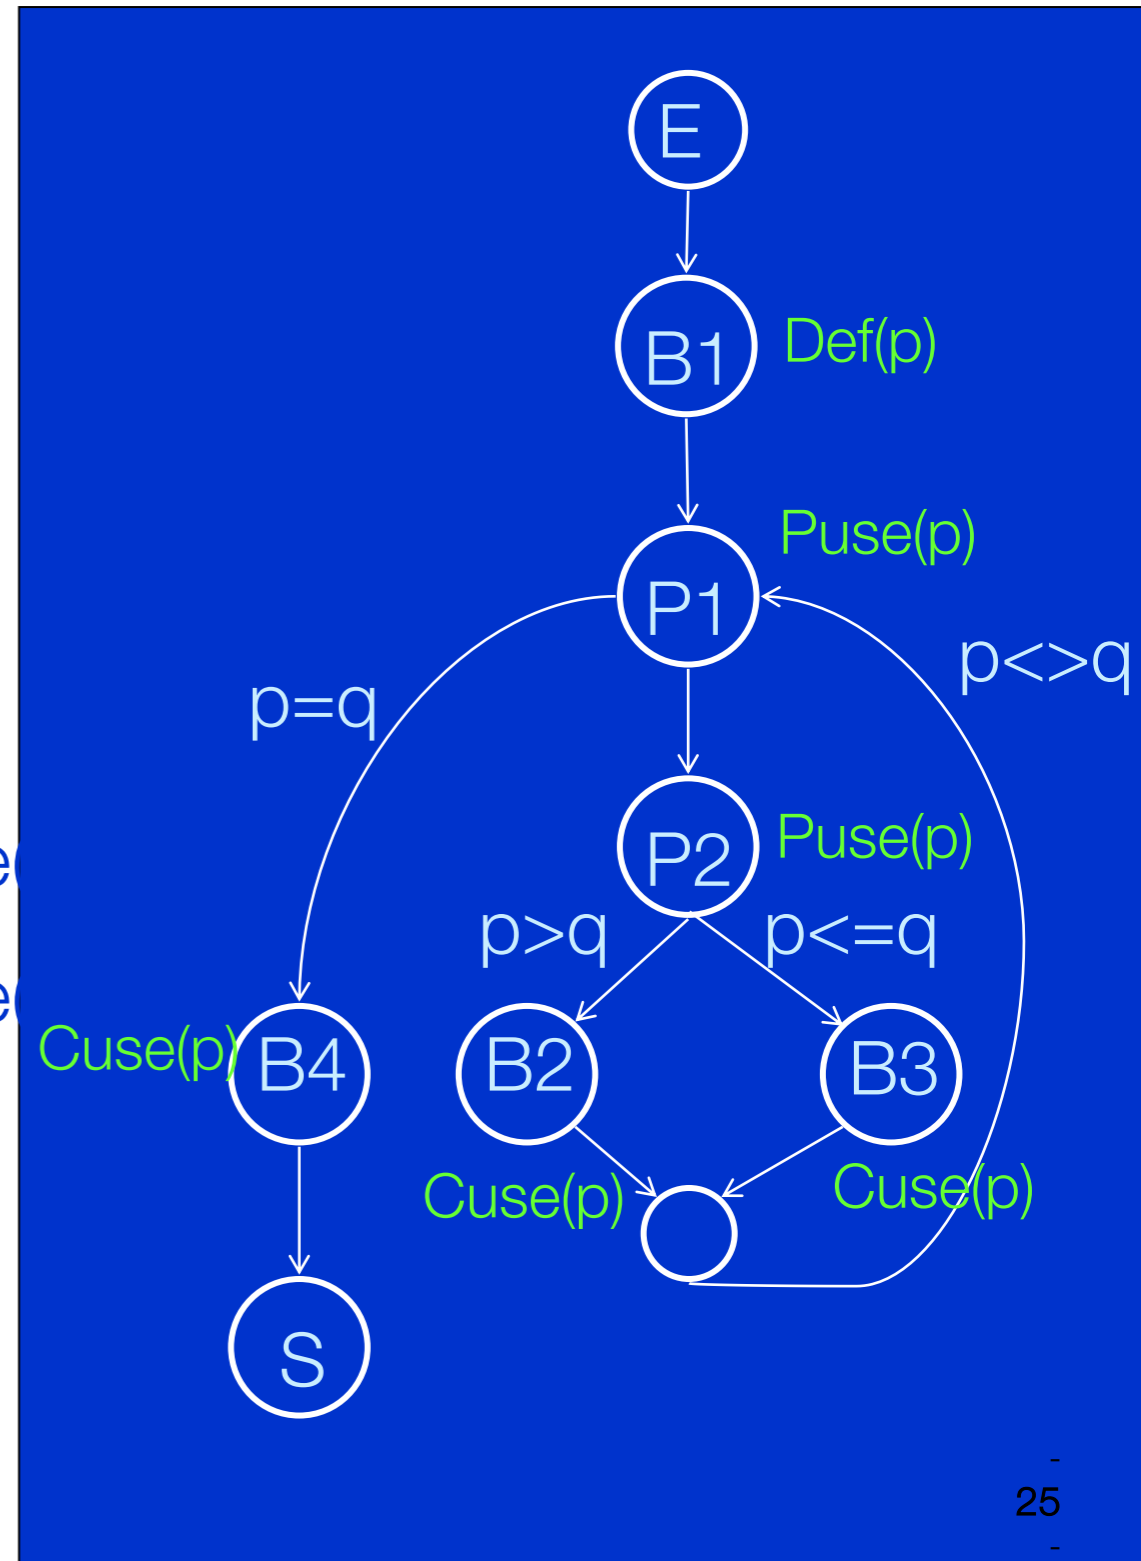 E
B1
Def(p)
Puse(p)
P1
p<>q
p=q
P2
Puse(p)
e(
p>q
p<=q
e(
Cuse(p)
B4
B2
B3
Cuse(p)
Cuse(p)
S
-
25
-